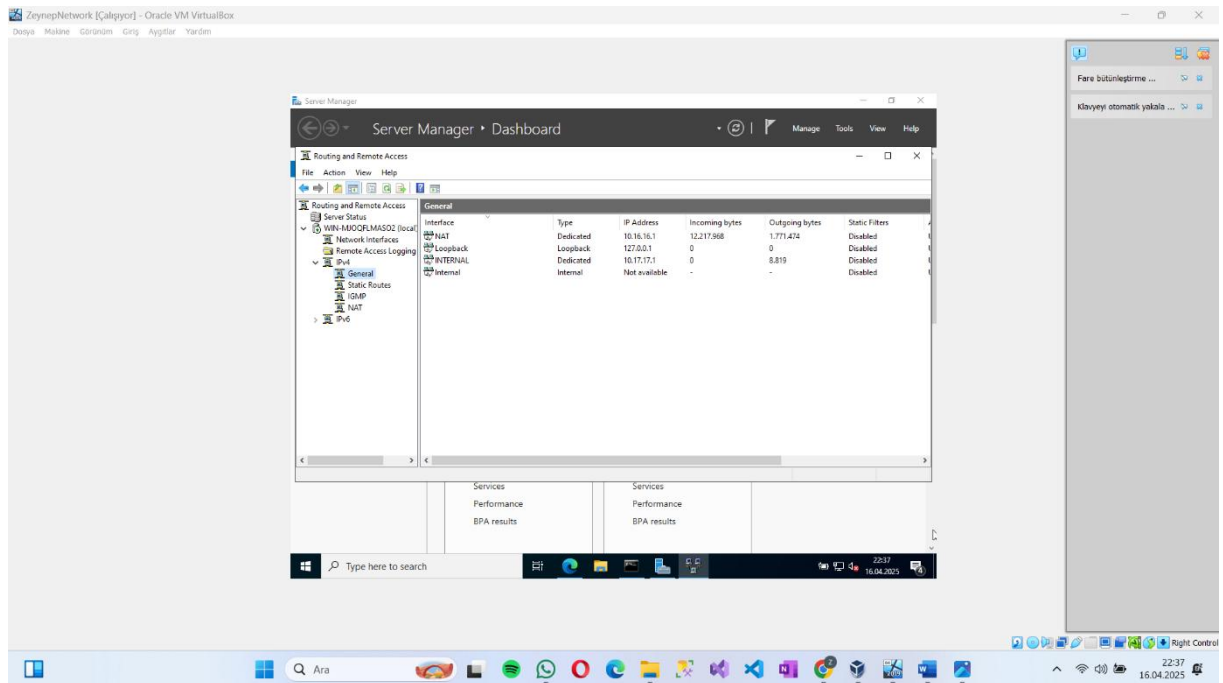 ZeynepNetwork [Çalışıyor] - Oracle VM VirtualBox
Dosya Makine Görünüm Giriş Aygıtlar Yardım
Fare bütünleştirme ...
Klavyeyi otomatik yakala ...
Server Manager
Server Manager Dashboard
Manage Tools View Help
Routing and Remote Access
File Action View Help
Routing and Remote Access
Server Status
WIN-MJOQFLMASO2 (local
Network Interfaces
Remote Access Logging
IPv4
General
Static Routes
IGMP
NAT
IPv6
General
Interface Type IP Address Incoming bytes Outgoing bytes Static Filters
NAT Dedicated 10.16.16.1 12.217.968 1.771.474 Disabled
Loopback Loopback 127.0.0.1 0 0 Disabled
INTERNAL Dedicated 10.17.17.1 0 8.819 Disabled
Internal Internal Not available - - Disabled
Services Services
Performance Performance
BPA results BPA results
Type here to search
22:37
16.04.2025
4
Right Control
Ara
2
22:37
16.04.2025